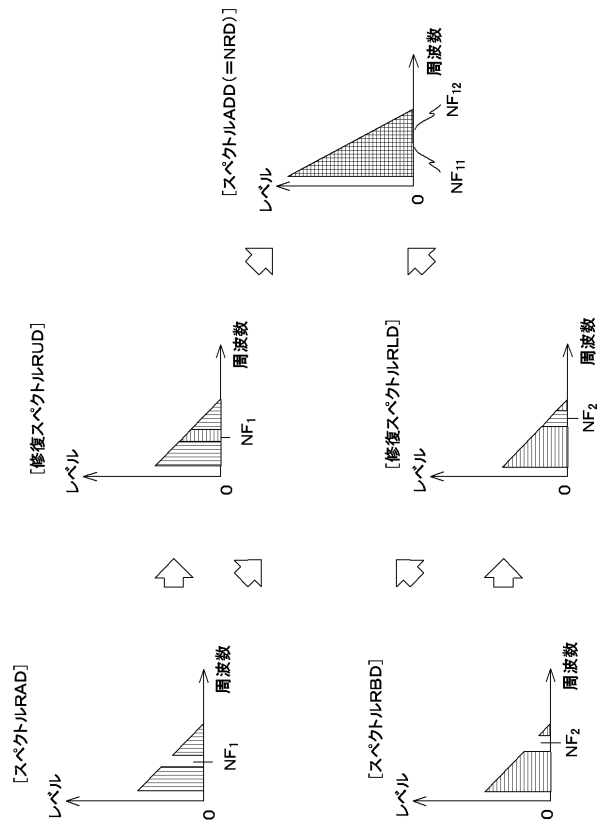 [スペクトルRAD]
レベル
0
NF1
周波数
[スペクトルRBD]
レベル
0
NF2
周波数
[修復スペクトルRUD]
レベル
0
NF1
周波数
[修復スペクトルRLD]
レベル
0
NF2
周波数
[スペクトルADD(=NRD)]
レベル
0
NF11
NF12
周波数